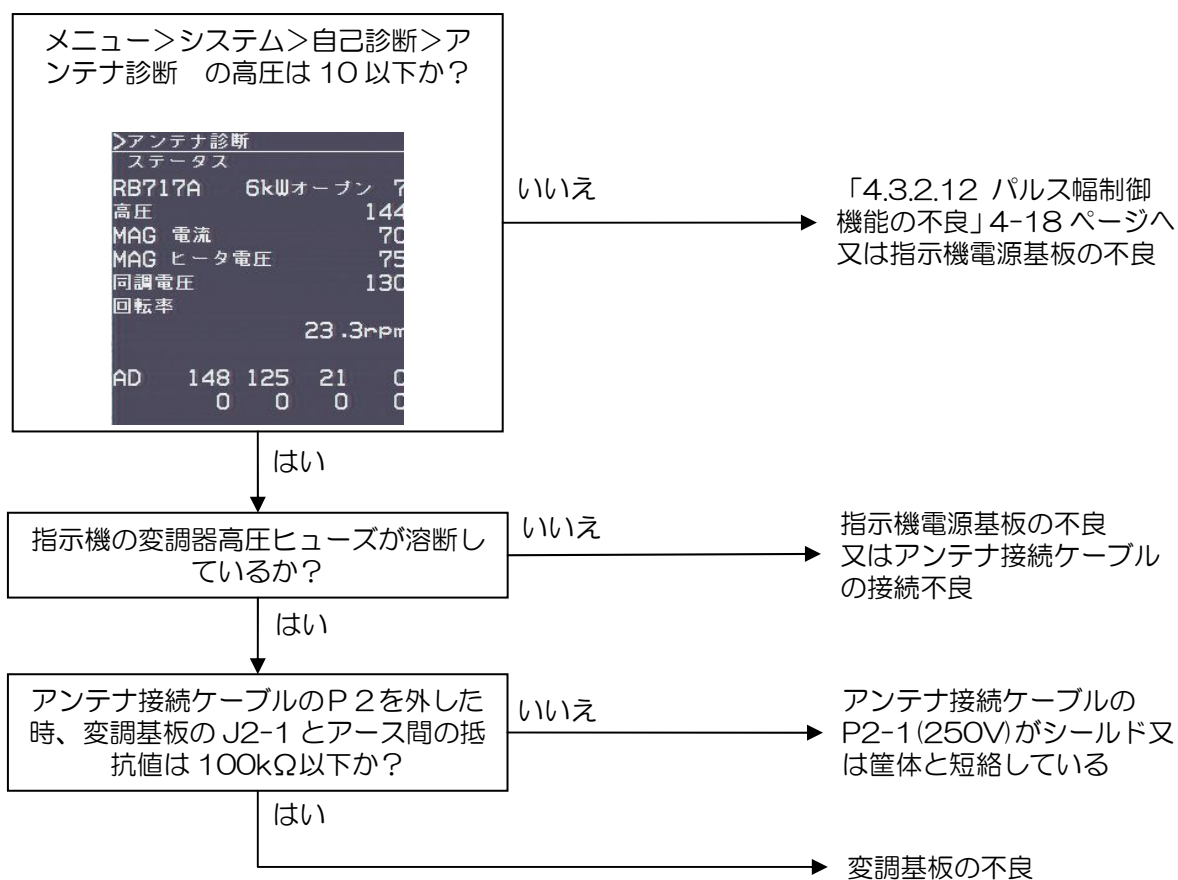 メニュー＞システム＞自己診断＞ア
ンテナ診断　の高圧は 10 以下か？
>アンテナ診断
ステータス
RB717A 6kWオープン 7
高圧 144
MAG 電流 70
MAG ヒータ電圧 75
同調電圧 130
回転率
23.3rpm
AD 148 125 21 0
0 0 0 0
いいえ
「4.3.2.12 パルス幅制御
機能の不良」4-18 ページへ
又は指示機電源基板の不良
はい
指示機の変調器高圧ヒューズが溶断し
ているか？
いいえ
指示機電源基板の不良
又はアンテナ接続ケーブル
の接続不良
はい
アンテナ接続ケーブルのＰ２を外した
時、変調基板の J2-1 とアース間の抵
抗値は 100kΩ以下か？
いいえ
アンテナ接続ケーブルの
P2-1(250V)がシールド又
は筐体と短絡している
はい
変調基板の不良